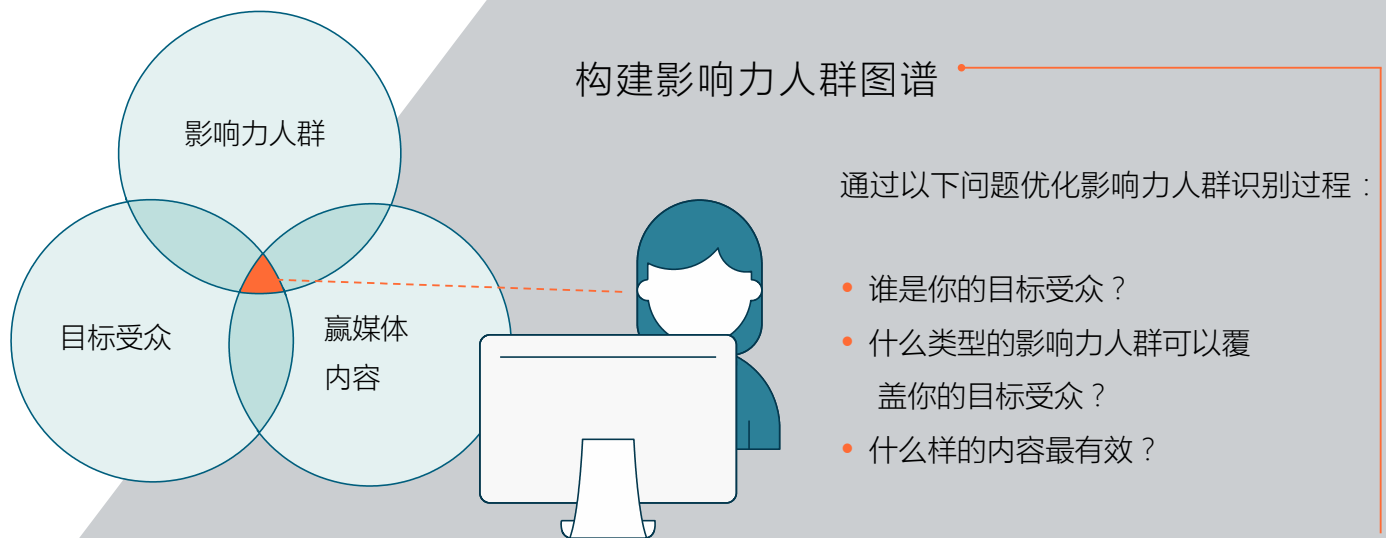 构建影响力人群图谱
影响力人群
目标受众
赢媒体
内容
通过以下问题优化影响力人群识别过程：
• 谁是你的目标受众？
• 什么类型的影响力人群可以覆
盖你的目标受众？
• 什么样的内容最有效？